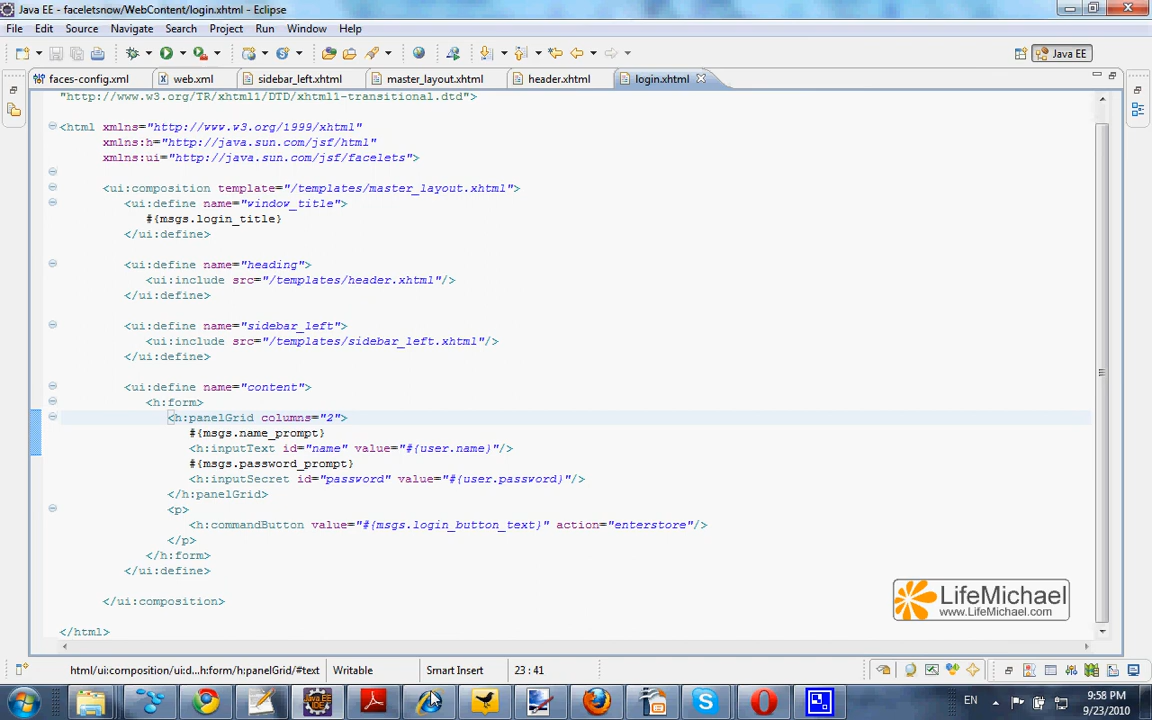 Java EE - faceletsnow/WebContent/login.xhtml - Eclipse
File Edit Source Navigate Search Project Run Window Help
Java EE
faces-config.xml web.xml sidebar_left.xhtml master_layout.xhtml header.xhtml login.xhtml
"http://www.w3.org/TR/xhtml1/DTD/xhtml1-transitional.dtd">
<html xmlns="http://www.w3.org/1999/xhtml"
xmlns:h="http://java.sun.com/jsf/html"
xmlns:ui="http://java.sun.com/jsf/facelets">
<ui:composition template="/templates/master_layout.xhtml">
<ui:define name="window_title">
#{msgs.login_title}
</ui:define>
<ui:define name="heading">
<ui:include src="/templates/header.xhtml"/>
</ui:define>
<ui:define name="sidebar_left">
<ui:include src="/templates/sidebar_left.xhtml"/>
</ui:define>
<ui:define name="content">
<h:form>
<h:panelGrid columns="2">
#{msgs.name_prompt}
<h:inputText id="name" value="#{user.name}"/>
#{msgs.password_prompt}
<h:inputSecret id="password" value="#{user.password}"/>
</h:panelGrid>
<p>
<h:commandButton value="#{msgs.login_button_text}" action="enterstore"/>
</p>
</h:form>
</ui:define>
</ui:composition>
</html>
LifeMichael
www.LifeMichael.com
html/ui:composition/ui:d...h:form/h:panelGrid/#text Writable Smart Insert 23 : 41
EN
9:58 PM
9/23/2010